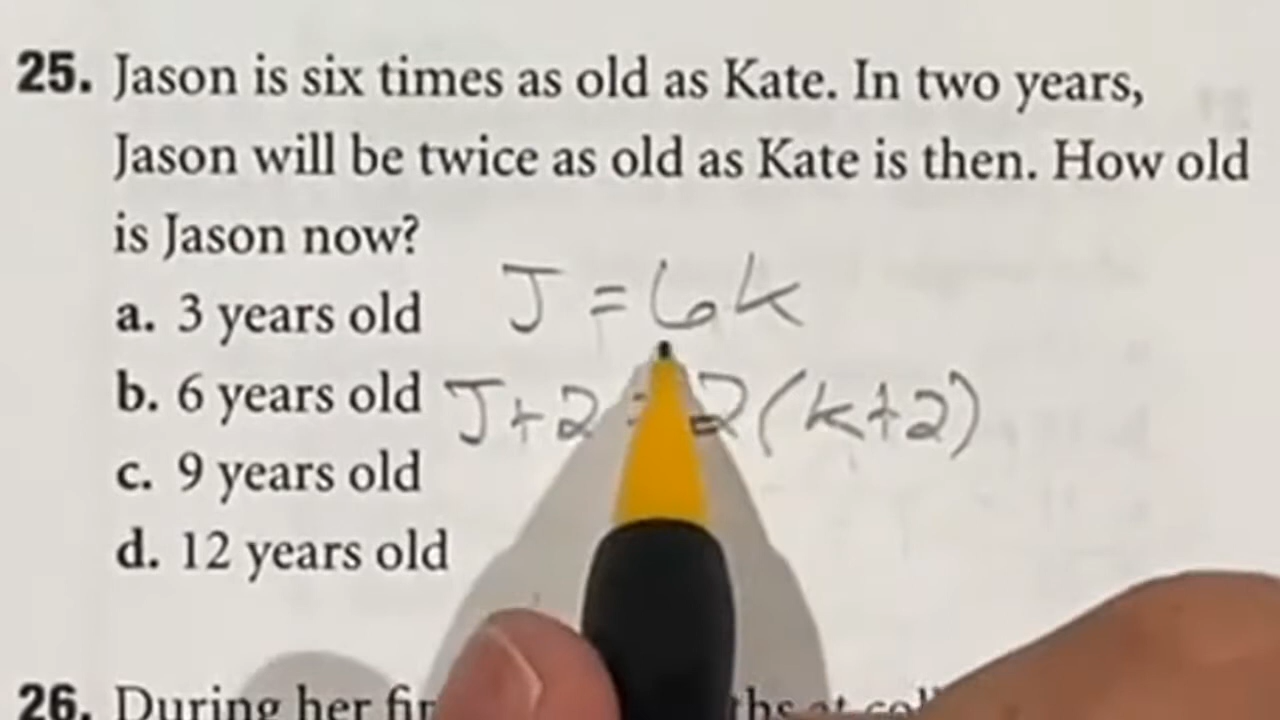 25. Jason is six times as old as Kate. In two years,
Jason will be twice as old as Kate is then. How old
is Jason now?
a. 3 years old
J = 6k
b. 6 years old
J+2 = 2(k+2)
c. 9 years old
d. 12 years old
26. During her